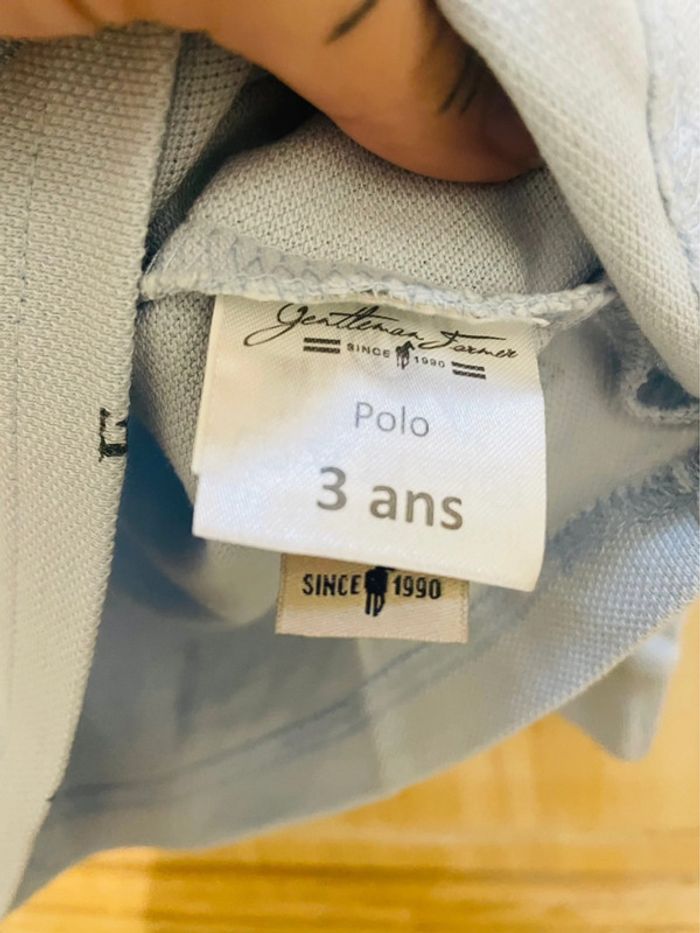 Gentleman Farmer
SINCE 1990
Polo
3 ans
SINCE 1990